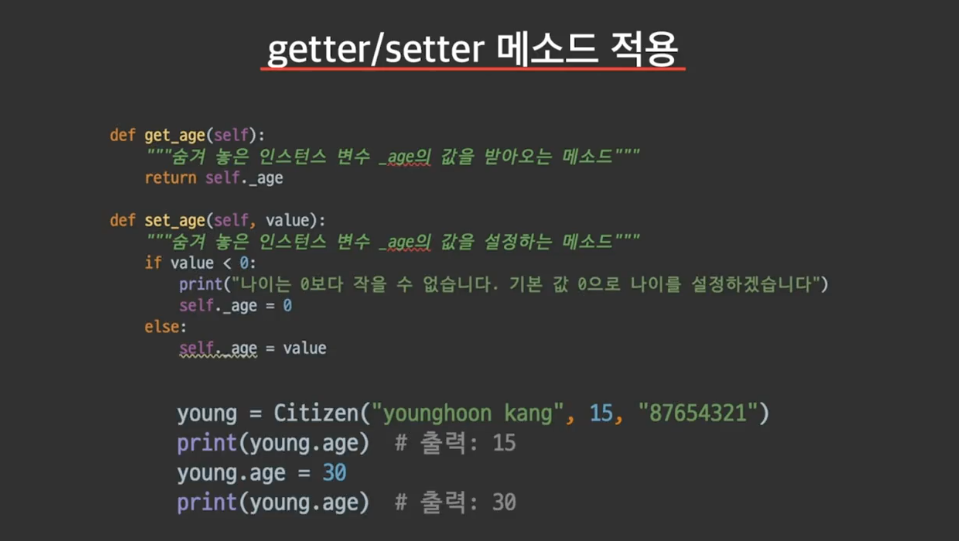 getter/setter 메소드 적용
def get_age(self):
"""숨겨 놓은 인스턴스 변수 _age의 값을 받아오는 메소드"""
return self._age
def set_age(self, value):
"""숨겨 놓은 인스턴스 변수 _age의 값을 설정하는 메소드"""
if value < 0:
print("나이는 0보다 작을 수 없습니다. 기본 값 0으로 나이를 설정하겠습니다")
self._age = 0
else:
self._age = value
young = Citizen("younghoon kang", 15, "87654321")
print(young.age)  # 출력: 15
young.age = 30
print(young.age)  # 출력: 30